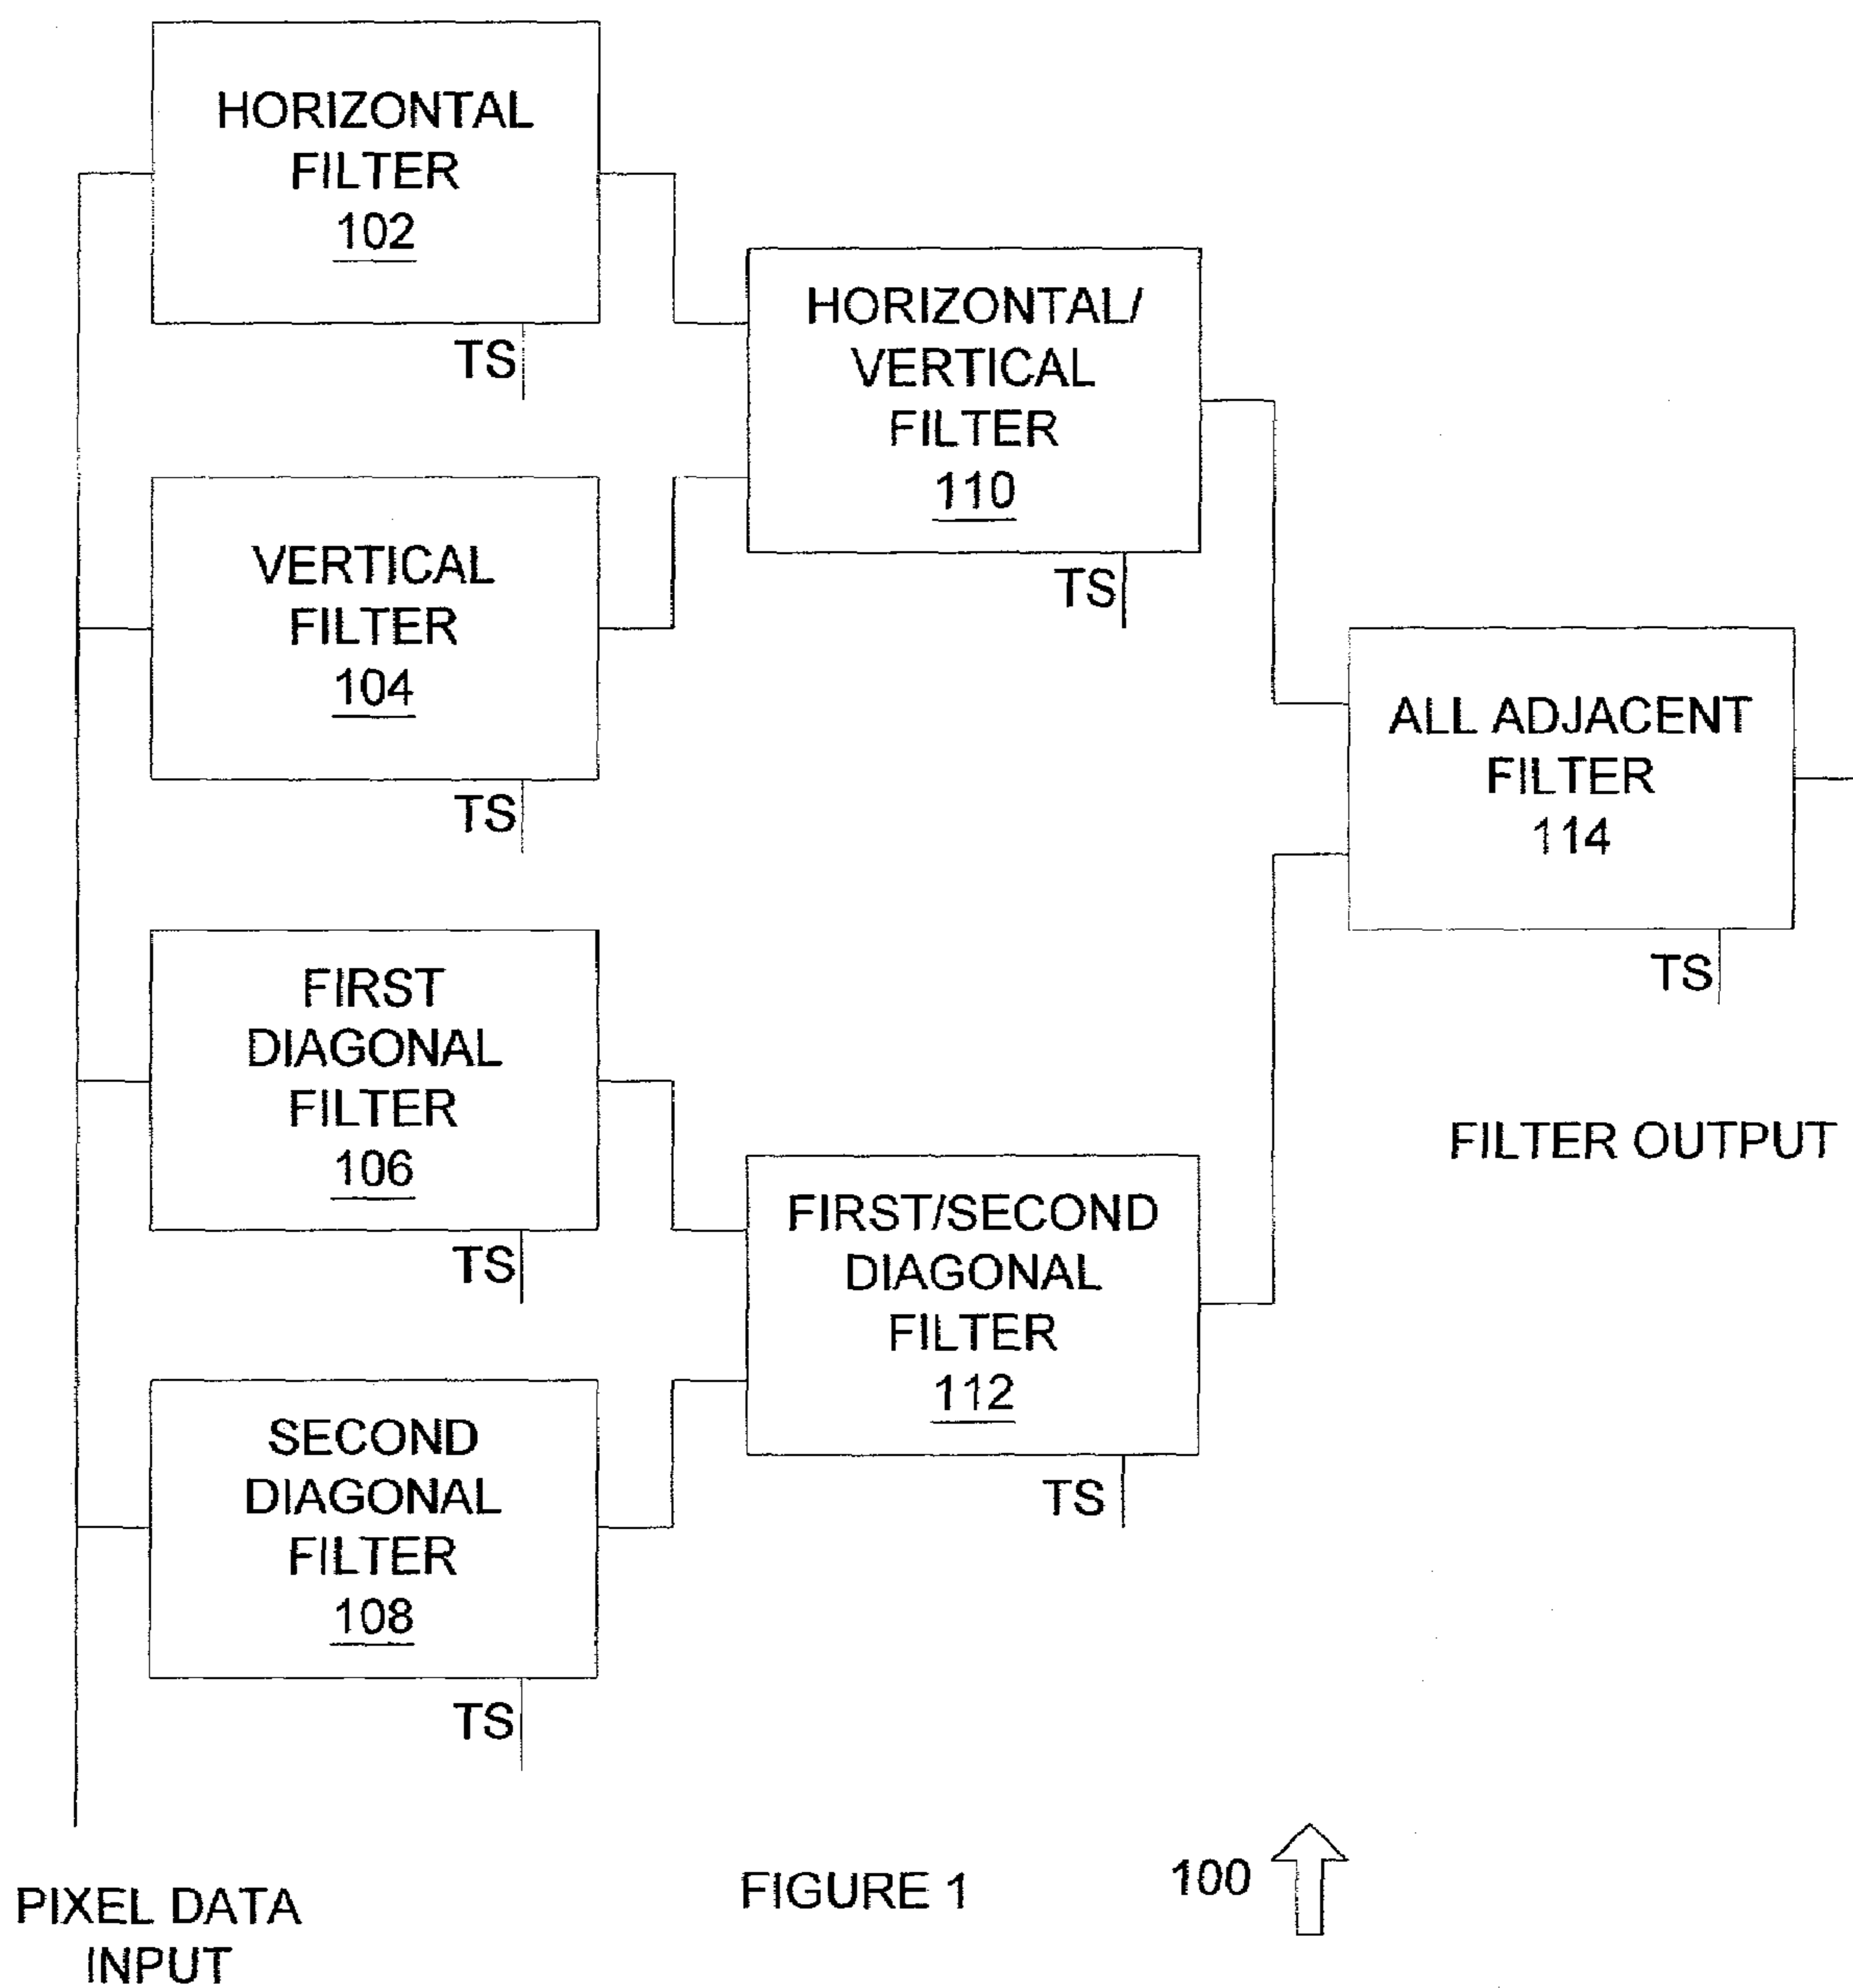 HORIZONTAL
FILTER
102
TS
VERTICAL
FILTER
104
TS
FIRST
DIAGONAL
FILTER
106
TS
SECOND
DIAGONAL
FILTER
108
TS
HORIZONTAL/
VERTICAL
FILTER
110
TS
FIRST/SECOND
DIAGONAL
FILTER
112
TS
ALL ADJACENT
FILTER
114
TS
FILTER OUTPUT
PIXEL DATA
INPUT
FIGURE 1
100